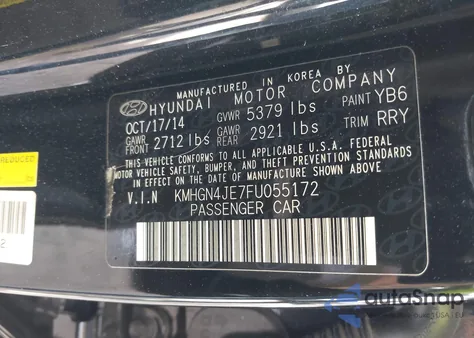 MANUFACTURED IN KOREA BY
HYUNDAI MOTOR COMPANY
OCT/17/14 GVWR 5379 lbs PAINT YB6
GAWR FRONT 2712 lbs GAWR REAR 2921 lbs TRIM RRY
THIS VEHICLE CONFORMS TO ALL APPLICABLE U.S. FEDERAL
MOTOR VEHICLE SAFETY, BUMPER, AND THEFT PREVENTION STANDARDS
IN EFFECT ON THE DATE OF MANUFACTURE SHOWN ABOVE.
V.I.N KMHGN4JE7FU055172
PASSENGER CAR
autoSnap